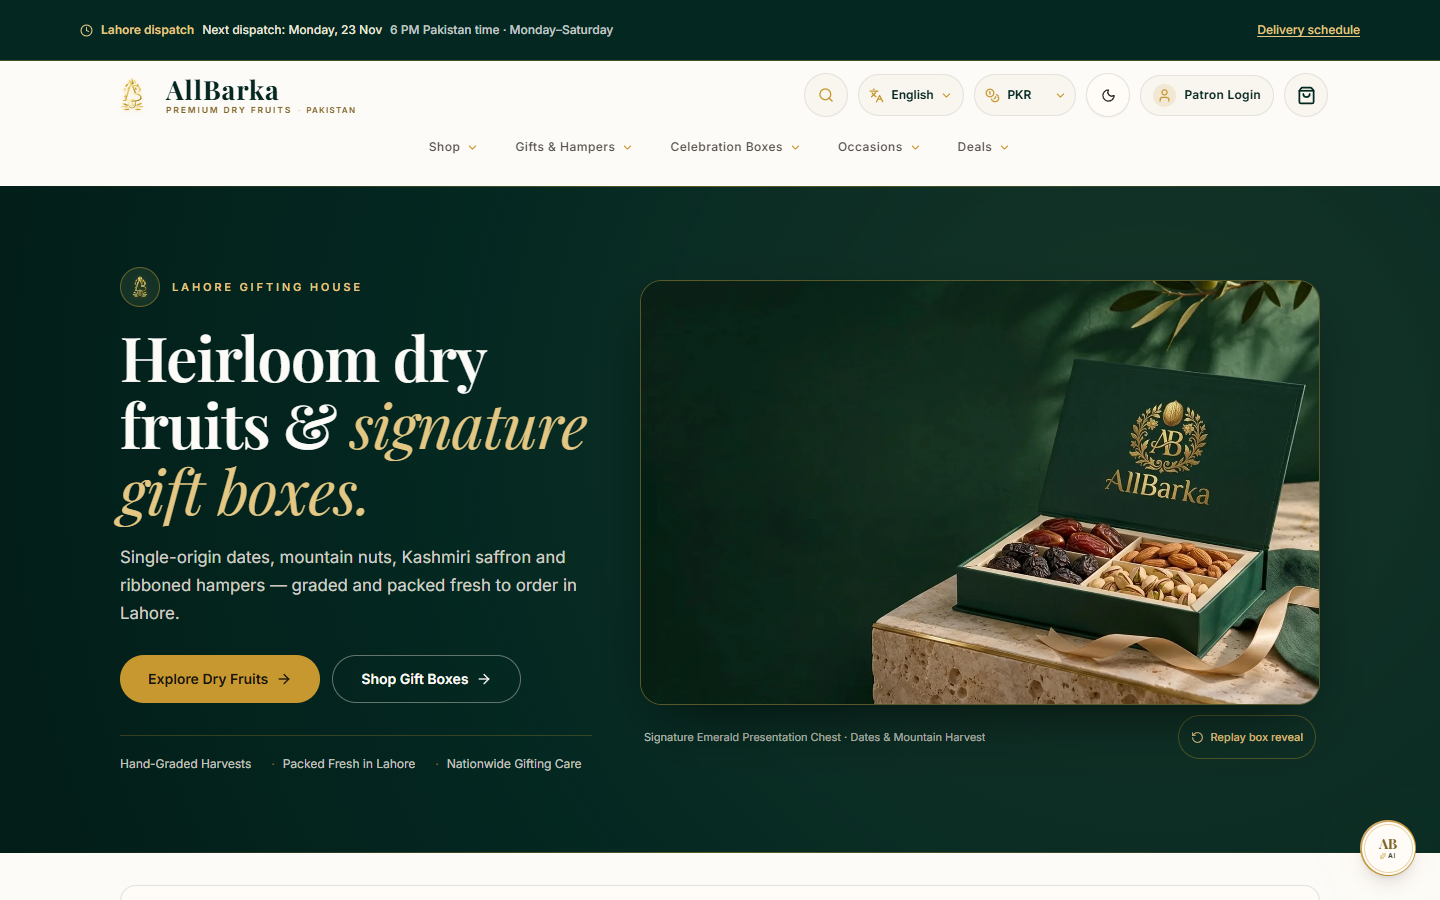 Lahore dispatch Next dispatch: Monday, 23 Nov 6 PM Pakistan time · Monday–Saturday
Delivery schedule
AllBarka
PREMIUM DRY FRUITS · PAKISTAN
English
PKR
Patron Login
Shop
Gifts & Hampers
Celebration Boxes
Occasions
Deals
LAHORE GIFTING HOUSE
Heirloom dry
fruits & signature
gift boxes.
Single-origin dates, mountain nuts, Kashmiri saffron and
ribboned hampers — graded and packed fresh to order in
Lahore.
Explore Dry Fruits
Shop Gift Boxes
Hand-Graded Harvests · Packed Fresh in Lahore · Nationwide Gifting Care
AB
AllBarka
Signature Emerald Presentation Chest · Dates & Mountain Harvest
Replay box reveal
AB
AI